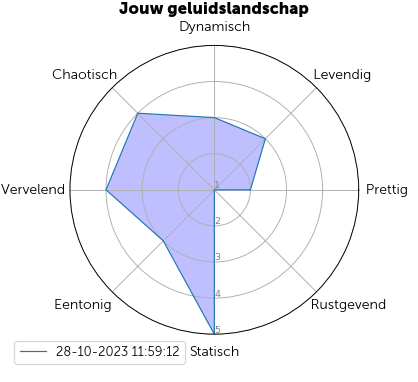 Jouw geluidslandschap
Dynamisch
Chaotisch
Levendig
Vervelend
1
Prettig
2
3
Eentonig
4
Rustgevend
5
28-10-2023 11:59:12
Statisch